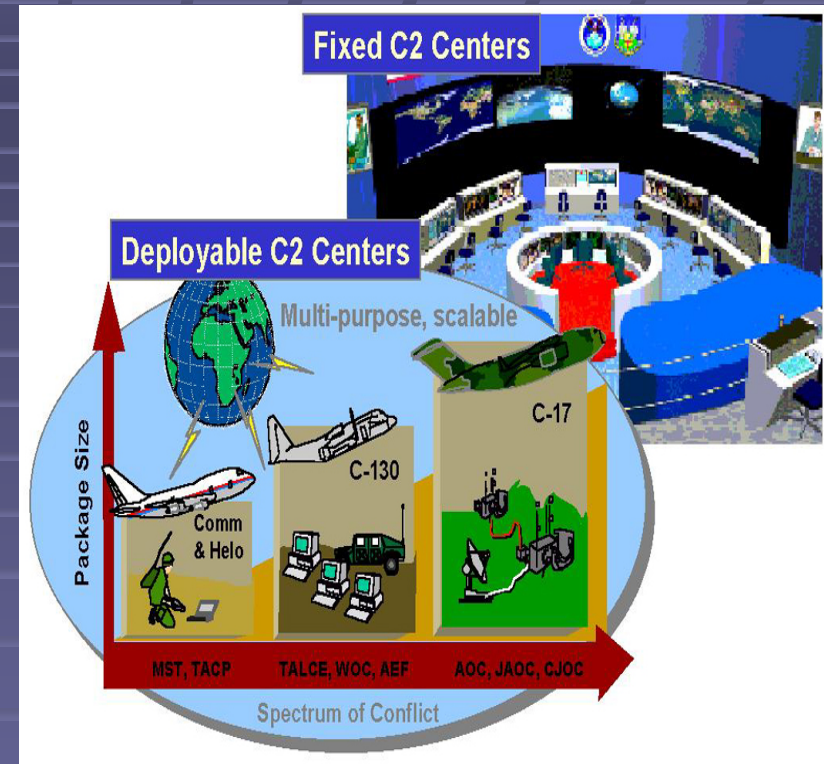 Fixed C2 Centers
Deployable C2 Centers
Multi-purpose, scalable
C-17
C-130
Comm
& Helo
Package Size
MST, TACP
TALCE, WOC, AEF
AOC, JAOC, CJOC
Spectrum of Conflict